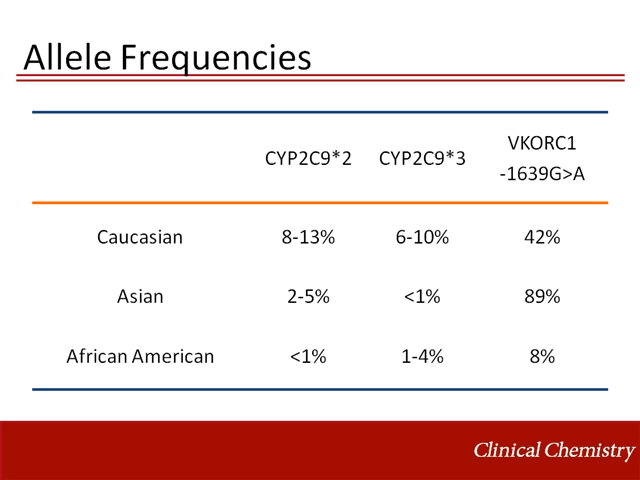 Allele Frequencies
CYP2C9*2 CYP2C9*3 VKORC1
-1639G>A
Caucasian 8-13% 6-10% 42%
Asian 2-5% <1% 89%
African American <1% 1-4% 8%
Clinical Chemistry